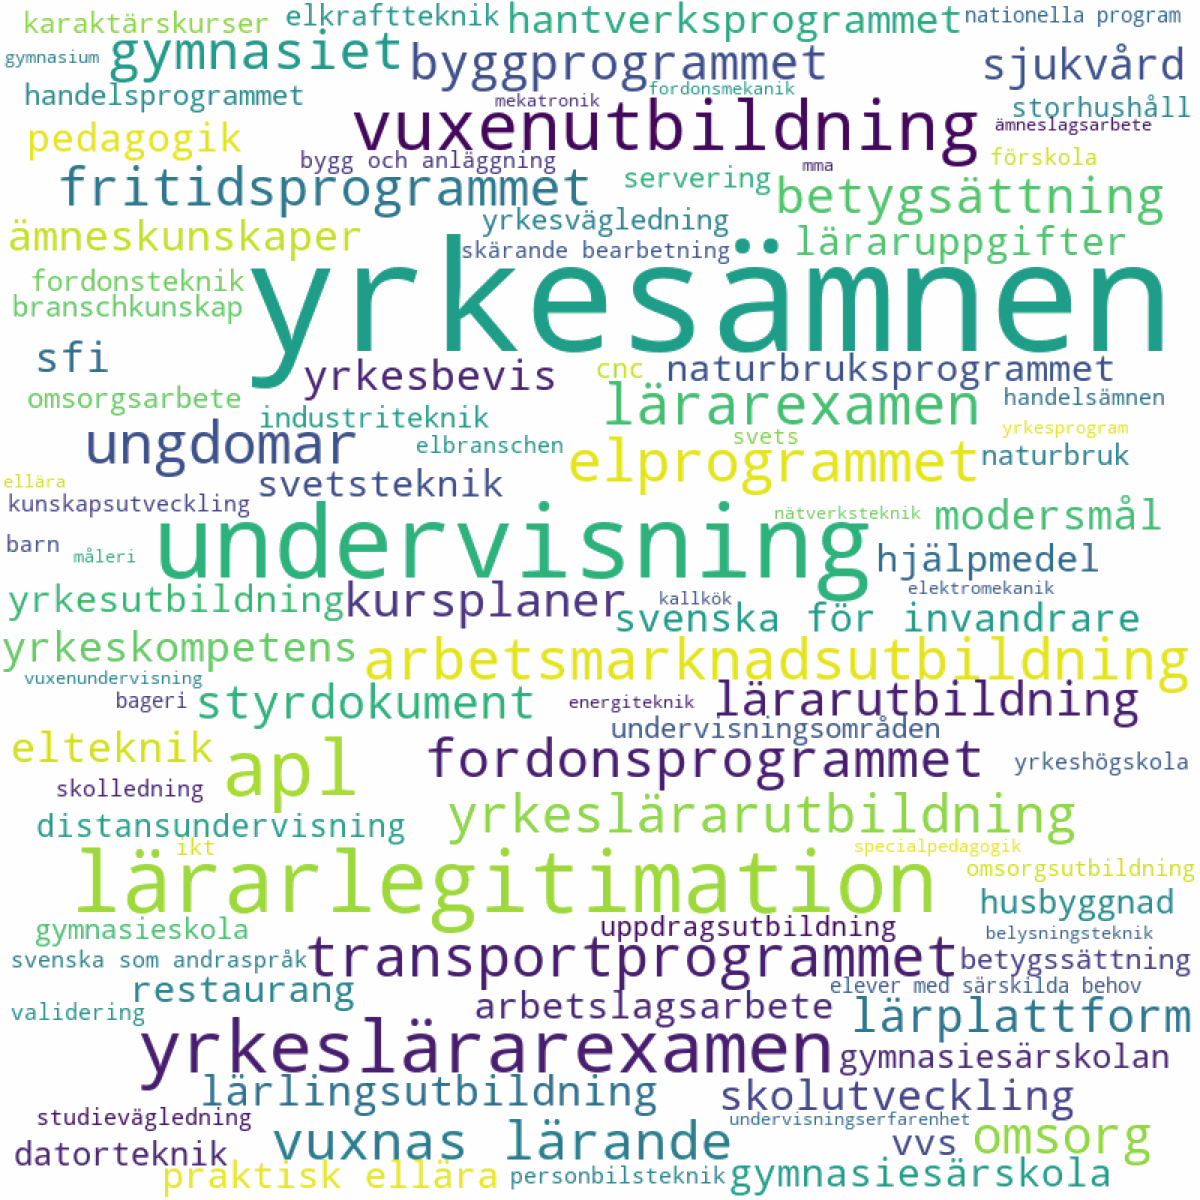 karaktärskurser
elkraftteknik
hantverksprogrammet
nationella program
gymnasium
gymnasiet
byggprogrammet
sjukvård
handelsprogrammet
mekatronik
fordonsmekanik
storhushåll
pedagogik
vuxenutbildning
ämneslagsarbete
bygg och anläggning
mma
förskola
fritidsprogrammet
servering
betygsättning
ämneskunskaper
yrkesvägledning
skärande bearbetning
läraruppgifter
fordonsteknik
branschkunskap
yrkesämnen
sfi
yrkesbevis
cnc
naturbruksprogrammet
omsorgsarbete
industriteknik
lärarexamen
handelsämnen
ungdomar
elbranschen
svets
yrkesprogram
elprogrammet
naturbruk
ellära
svetsteknik
kunskapsutveckling
undervisning
nätverksteknik
modersmål
barn
måleri
hjälpmedel
yrkesutbildning
kursplaner
kallkök
elektromekanik
svenska för invandrare
yrkeskompetens
arbetsmarknadsutbildning
vuxenundervisning
bageri
styrdokument
energiteknik
lärarutbildning
undervisningsområden
elteknik
apl
fordonsprogrammet
yrkeshögskola
skolledning
distansundervisning
yrkeslärarutbildning
ikt
specialpedagogik
omsorgsutbildning
lärarlegitimation
husbyggnad
gymnasieskola
uppdragsutbildning
belysningsteknik
svenska som andraspråk
transportprogrammet
betygssättning
restaurang
elever med särskilda behov
validering
arbetslagsarbete
lärplattform
yrkeslärarexamen
gymnasiesärskolan
lärlingsutbildning
skolutveckling
studievägledning
undervisningserfarenhet
datorteknik
vuxnas lärande
vvs
omsorg
praktisk ellära
personbilsteknik
gymnasiesärskola